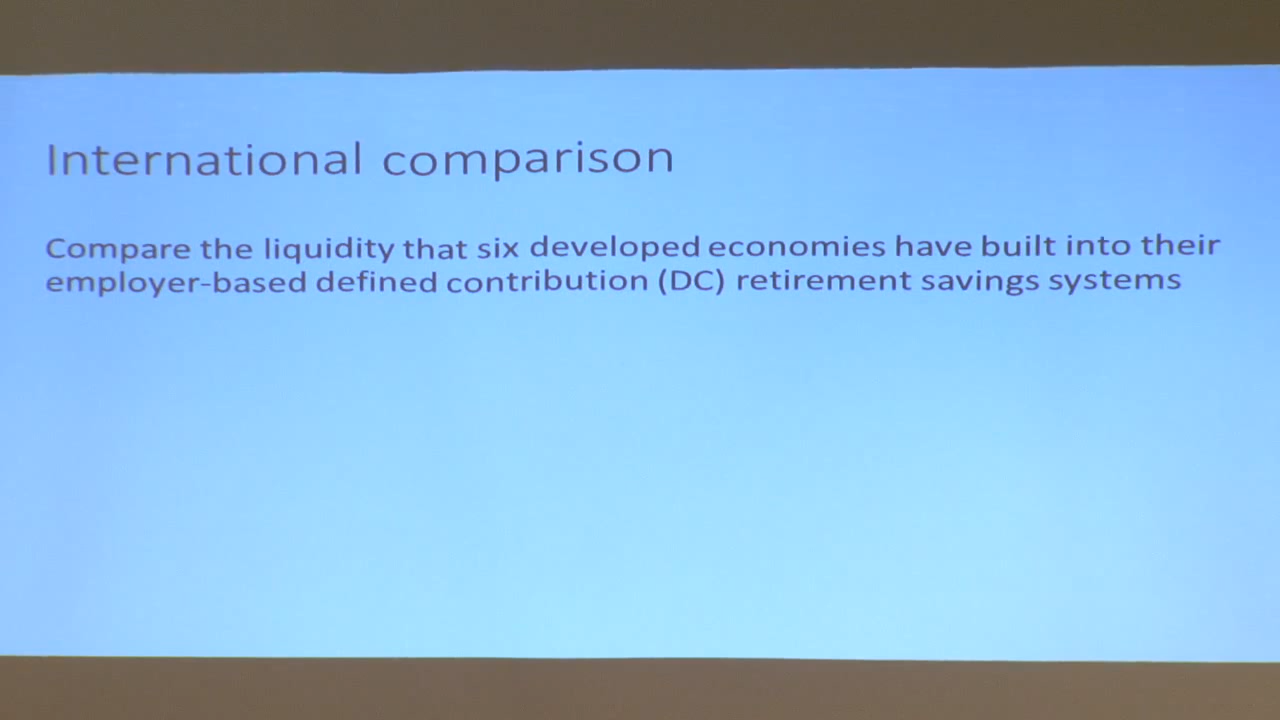 International comparison
Compare the liquidity that six developed economies have built into their
employer-based defined contribution (DC) retirement savings systems